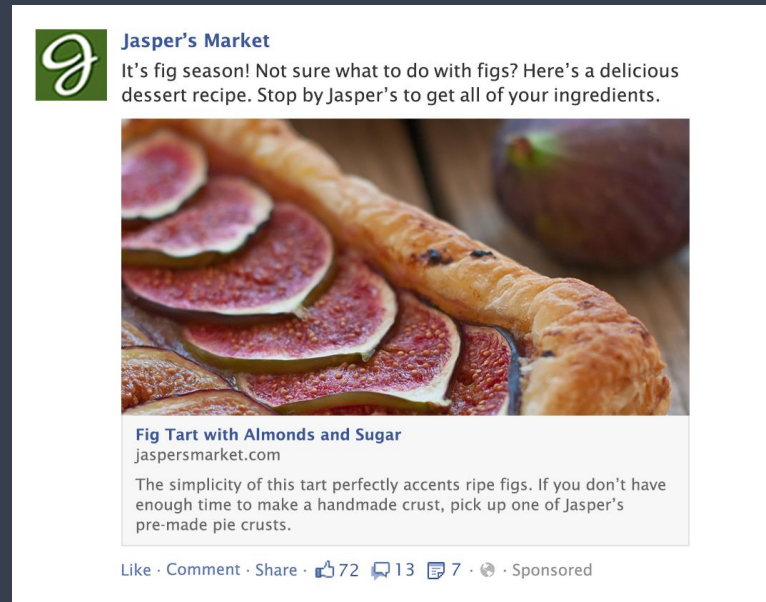 Jasper’s Market
It’s fig season! Not sure what to do with figs? Here’s a delicious
dessert recipe. Stop by Jasper’s to get all of your ingredients.
Fig Tart with Almonds and Sugar
jaspersmarket.com
The simplicity of this tart perfectly accents ripe figs. If you don’t have
enough time to make a handmade crust, pick up one of Jasper’s
pre-made pie crusts.
Like · Comment · Share · 72 13 7 · · Sponsored